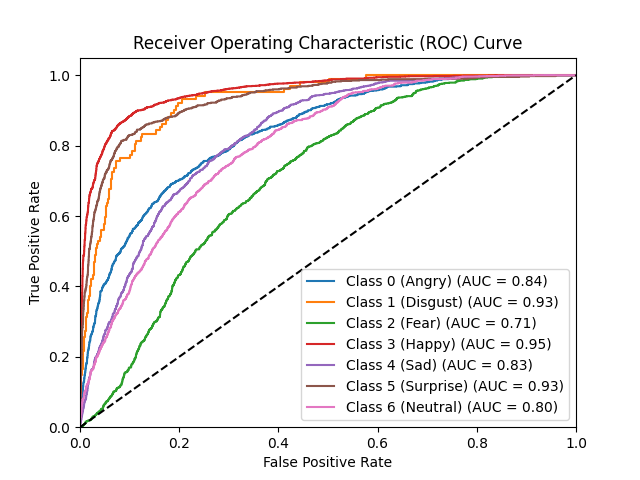 Receiver Operating Characteristic (ROC) Curve
True Positive Rate
1.0
0.8
0.6
0.4
0.2
0.0
Class 0 (Angry) (AUC = 0.84)
Class 1 (Disgust) (AUC = 0.93)
Class 2 (Fear) (AUC = 0.71)
Class 3 (Happy) (AUC = 0.95)
Class 4 (Sad) (AUC = 0.83)
Class 5 (Surprise) (AUC = 0.93)
Class 6 (Neutral) (AUC = 0.80)
0.0 0.2 0.4 0.6 0.8 1.0
False Positive Rate